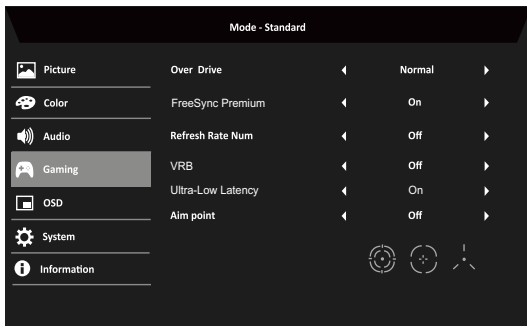 Mode - Standard
Picture
Color
Audio
Gaming
OSD
System
Information
Over Drive Normal
FreeSync Premium On
Refresh Rate Num Off
VRB Off
Ultra-Low Latency On
Aim point Off